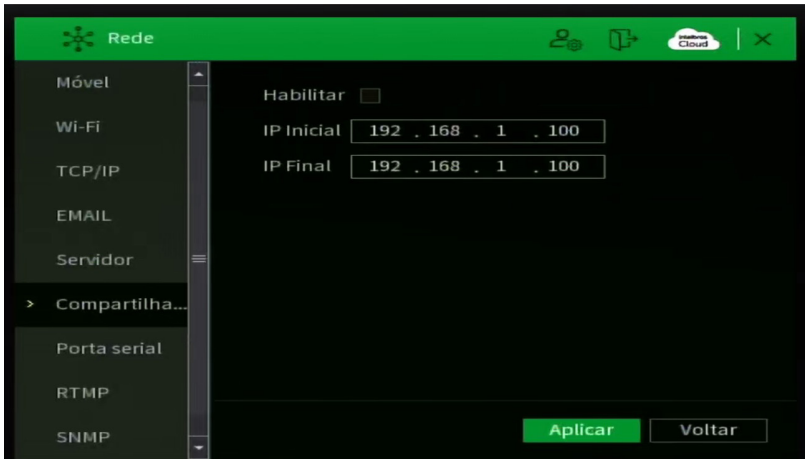 Rede
intelbras
Cloud
Móvel
Wi-Fi
TCP/IP
EMAIL
Servidor
> Compartilha...
Porta serial
RTMP
SNMP
Habilitar
IP Inicial 192 . 168 . 1 . 100
IP Final 192 . 168 . 1 . 100
Aplicar
Voltar